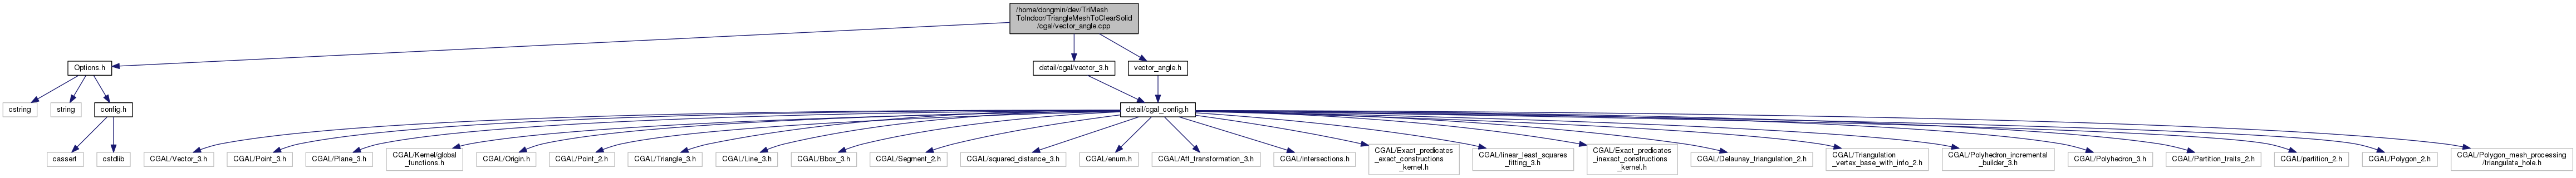 /home/dongmin/dev/TriMesh
ToIndoor/TriangleMeshToClearSolid
/cgal/vector_angle.cpp
Options.h
detail/cgal/vector_3.h
vector_angle.h
cstring
string
config.h
detail/cgal_config.h
cassert
cstdlib
CGAL/Vector_3.h
CGAL/Point_3.h
CGAL/Plane_3.h
CGAL/Kernel/global
_functions.h
CGAL/Origin.h
CGAL/Point_2.h
CGAL/Triangle_3.h
CGAL/Line_3.h
CGAL/Bbox_3.h
CGAL/Segment_2.h
CGAL/squared_distance_3.h
CGAL/enum.h
CGAL/Aff_transformation_3.h
CGAL/intersections.h
CGAL/Exact_predicates
_exact_constructions
_kernel.h
CGAL/linear_least_squares
_fitting_3.h
CGAL/Exact_predicates
_inexact_constructions
_kernel.h
CGAL/Delaunay_triangulation_2.h
CGAL/Triangulation
_vertex_base_with_info_2.h
CGAL/Polyhedron_incremental
_builder_3.h
CGAL/Polyhedron_3.h
CGAL/Partition_traits_2.h
CGAL/partition_2.h
CGAL/Polygon_2.h
CGAL/Polygon_mesh_processing
/triangulate_hole.h